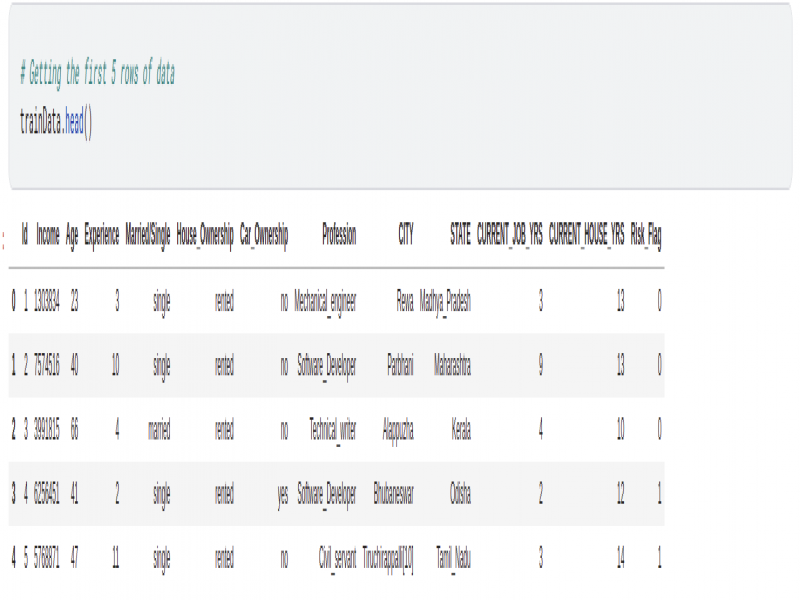 # Getting the first 5 rows of data
trainData.head()
Id Income Age Experience Married/Single House_Ownership Car_Ownership Profession CITY STATE CURRENT_JOB_YRS CURRENT_HOUSE_YRS Risk_Flag
0 1 1303834 23 3 single rented no Mechanical_engineer Rewa Madhya_Pradesh 3 13 0
1 2 7574516 40 10 single rented no Software_Developer Parbhani Maharashtra 9 13 0
2 3 3991815 66 4 married rented no Technical_writer Alappuzha Kerala 4 10 0
3 4 6256451 41 2 single rented yes Software_Developer Bhubaneswar Odisha 2 12 1
4 5 5768871 47 11 single rented no Civil_servant Tiruchirappalli[10] Tamil_Nadu 3 14 1